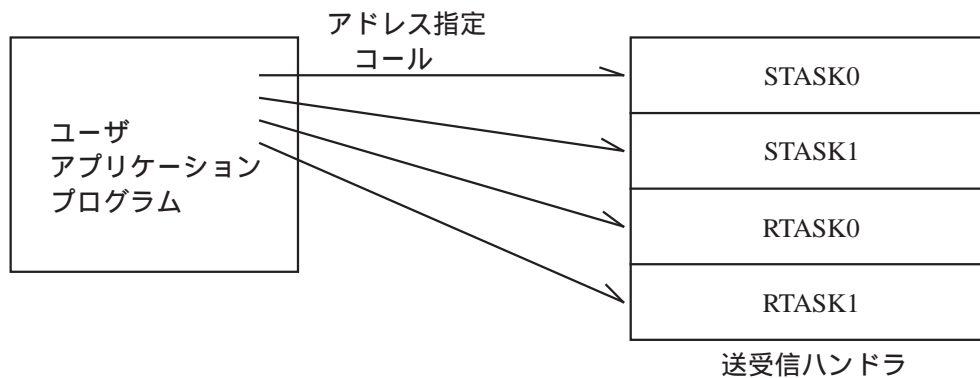 アドレス指定
コール
ユーザ
アプリケーション
プログラム
STASK0
STASK1
RTASK0
RTASK1
送受信ハンドラ